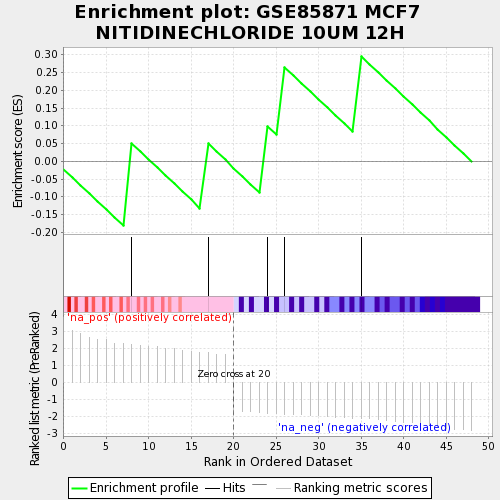 Enrichment plot: GSE85871 MCF7
NITIDINECHLORIDE 10UM 12H
Enrichment score (ES)
0.30
0.25
0.20
0.15
0.10
0.05
0.00
-0.05
-0.10
-0.15
-0.20
Ranked list metric (PreRanked)
4
3
2
1
0
-1
-2
-3
'na_pos' (positively correlated)
Zero cross at 20
'na_neg' (negatively correlated)
0 5 10 15 20 25 30 35 40 45 50
Rank in Ordered Dataset
Enrichment profile Hits Ranking metric scores